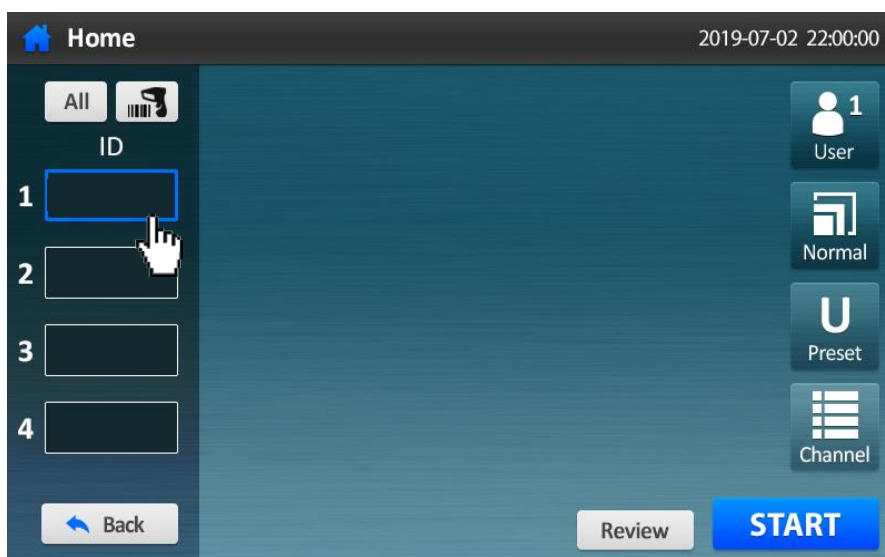 Home
2019-07-02 22:00:00
All
ID
1
2
3
4
Back
1
User
Normal
U
Preset
Channel
Review
START